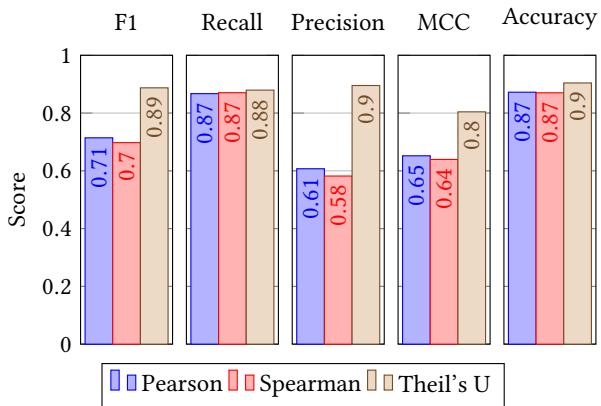 F1 Recall Precision MCC Accuracy
1
0.8
0.6
0.4
0.2
0
Score
0.71 0.7 0.89
0.87 0.87 0.88
0.61 0.58 0.9
0.65 0.64 0.8
0.87 0.87 0.9
Pearson Spearman Theil's U